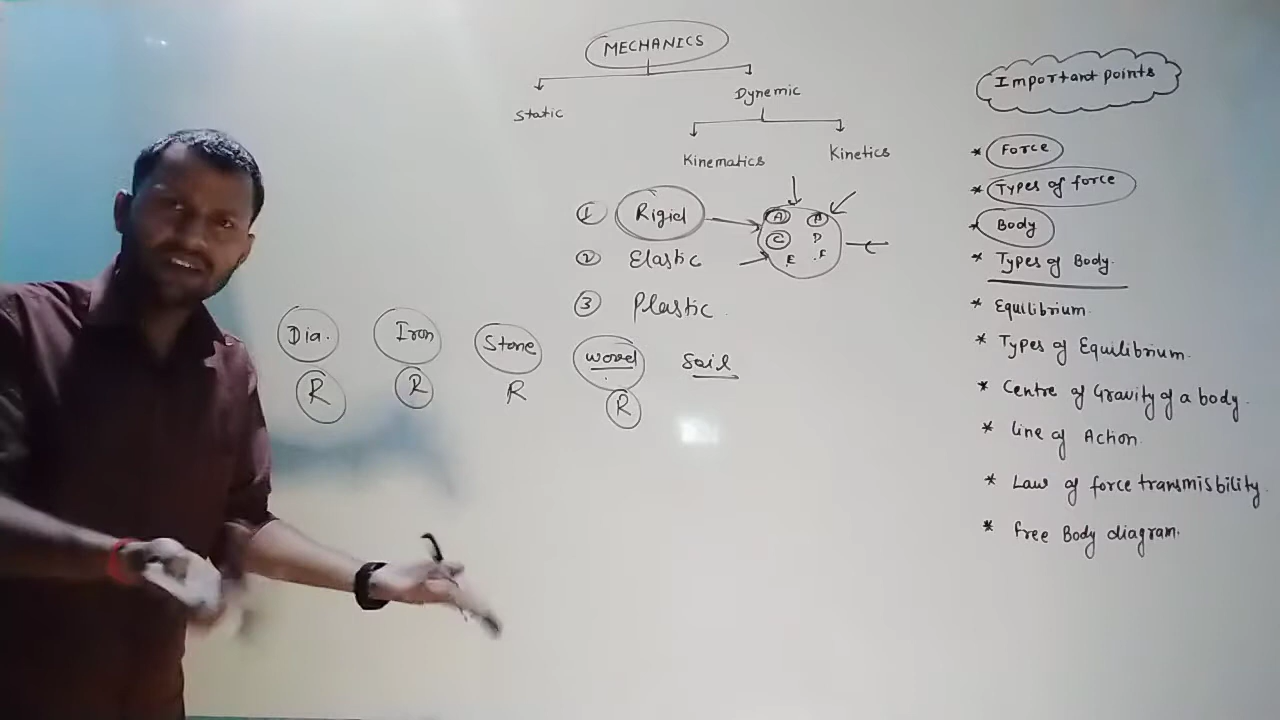 MECHANICS
Static
Dynemic
Kinematics
Kinetics
① Rigid
② Elastic
③ Plastic
A B
C D
E F
Dia. Iron Stone Wood Soil
R R R R
Important points
* Force
* Types of force
* Body
* Types of Body.
* Equilibrium.
* Types of Equilibrium.
* Centre of Gravity of a body.
* Line of Action.
* Law of force transmisbility.
* Free Body diagram.